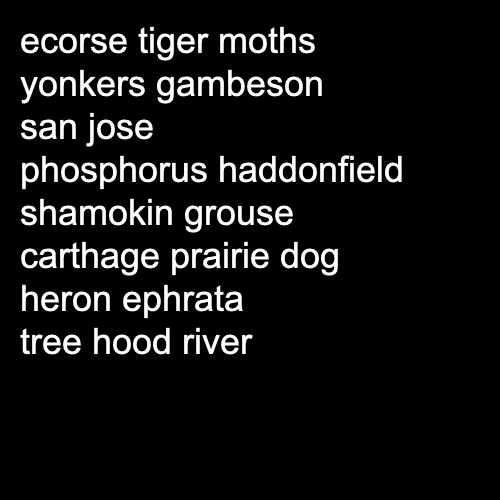 ecorse tiger moths
yonkers gambeson
san jose
phosphorus haddonfield
shamokin grouse
carthage prairie dog
heron ephrata
tree hood river